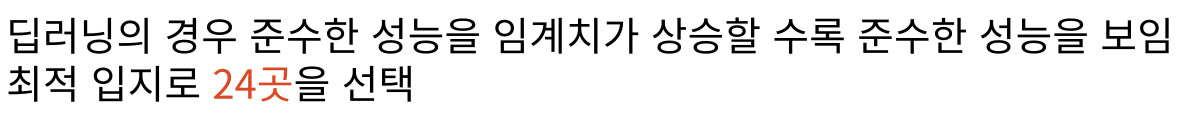 딥러닝의 경우 준수한 성능을 임계치가 상승할 수록 준수한 성능을 보임
최적 입지로 24곳을 선택